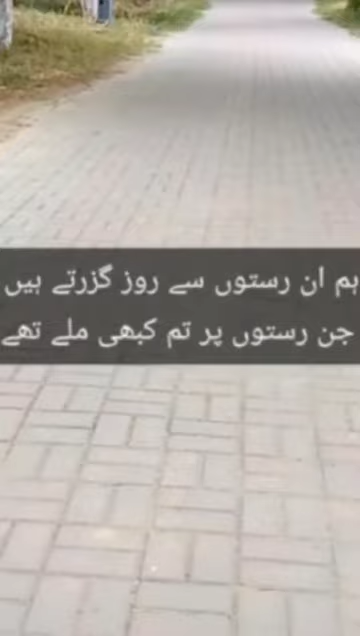 ہم ان رستوں سے روز گزرتے ہیں
جن رستوں پر تم کبھی ملے تھے